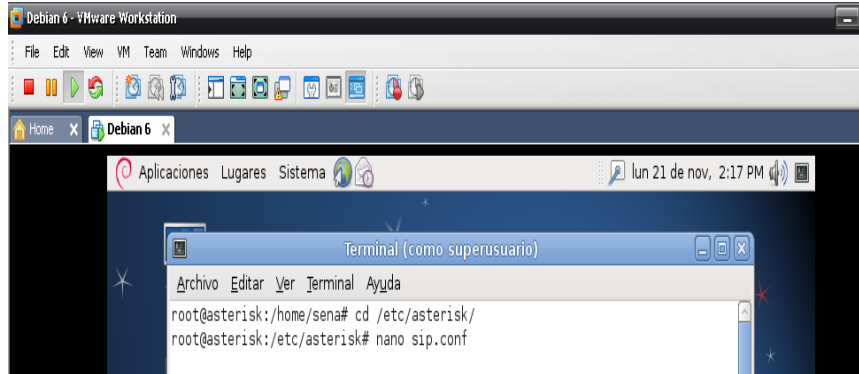 Debian 6 - VMware Workstation
File Edit View VM Team Windows Help
Home Debian 6
Aplicaciones Lugares Sistema lun 21 de nov, 2:17 PM
Terminal (como superusuario)
Archivo Editar Ver Terminal Ayuda
root@asterisk:/home/sena# cd /etc/asterisk/
root@asterisk:/etc/asterisk# nano sip.conf